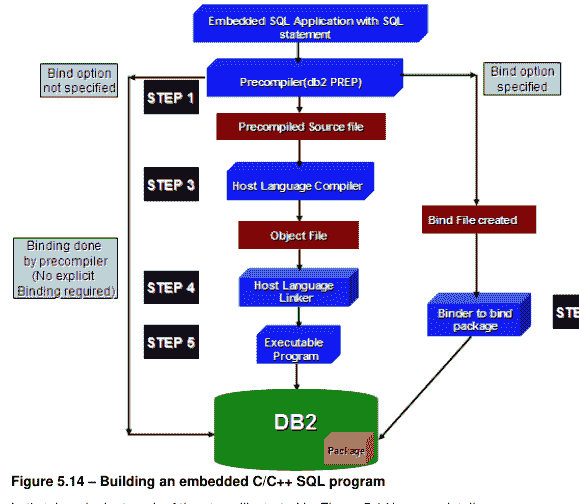 Embedded SQL Application with SQL
statement
Bind option
not specified
Precompiler(db2 PREP)
Bind option
specified
STEP 1
Precompiled Source file
STEP 3
Host Language Compiler
Bind File created
Object File
Binding done
by precompiler
(No explicit
Binding required)
STEP 4
Host Language
Linker
Binder to bind
package
STE
STEP 5
Executable
Program
DB2
Package
Figure 5.14 – Building an embedded C/C++ SQL program